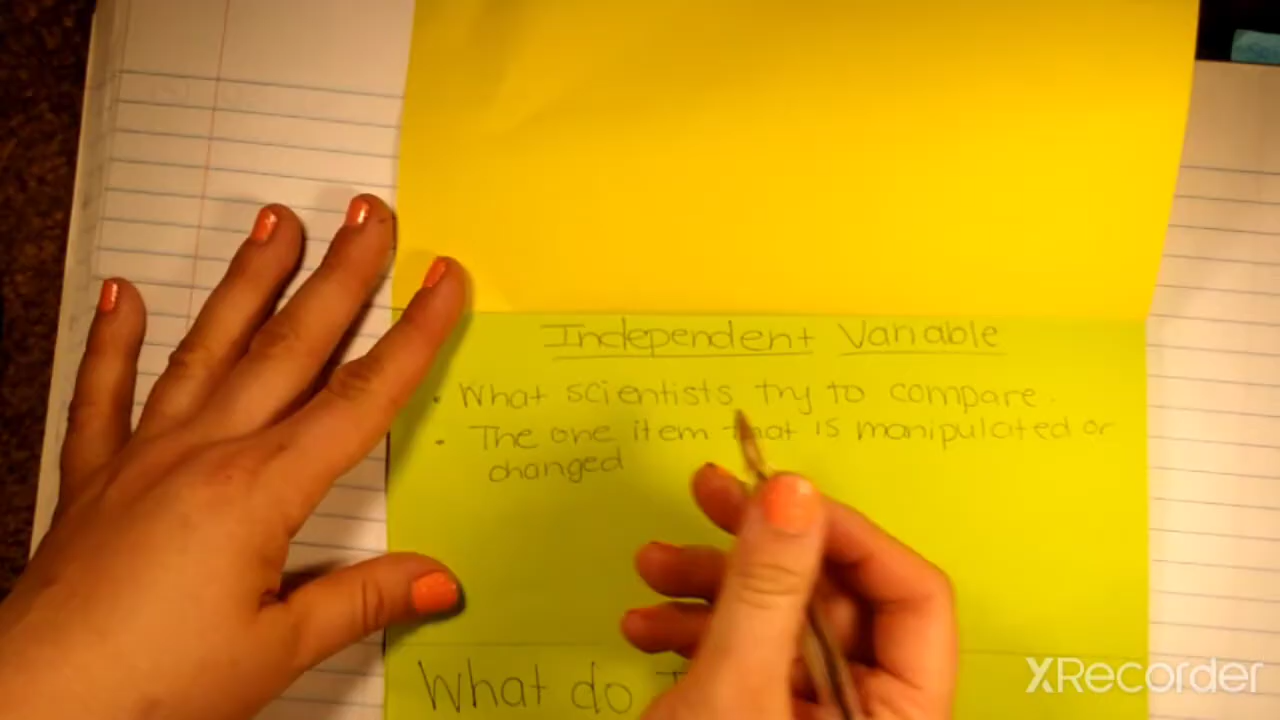 Independent Variable
• What scientists try to compare.
• The one item that is manipulated or
changed
What do I
XRecorder